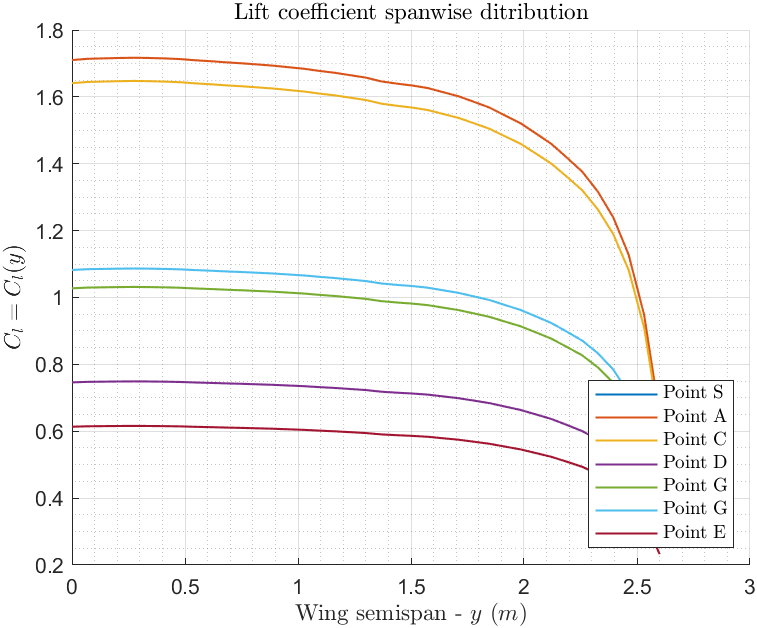 Lift coefficient spanwise ditribution
1.8
1.6
1.4
1.2
1
0.8
0.6
0.4
0.2
C_l = C_l(y)
Point S
Point A
Point C
Point D
Point G
Point G
Point E
0 0.5 1 1.5 2 2.5 3
Wing semispan - y (m)